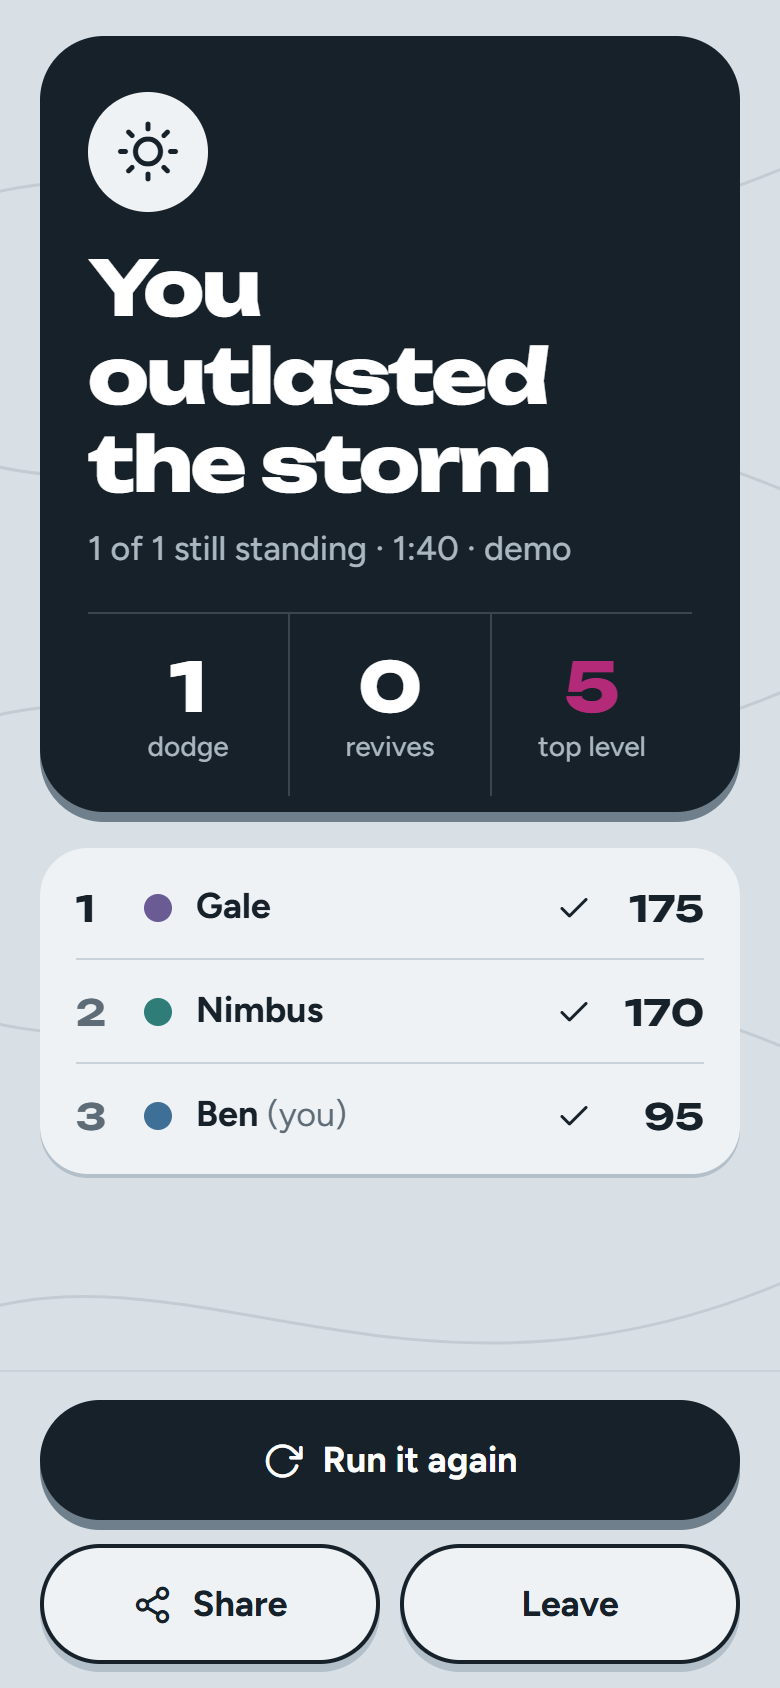 You
outlasted
the storm
1 of 1 still standing · 1:40 · demo
1 0 5
dodge revives top level
1 Gale 175
2 Nimbus 170
3 Ben (you) 95
Run it again
Share Leave